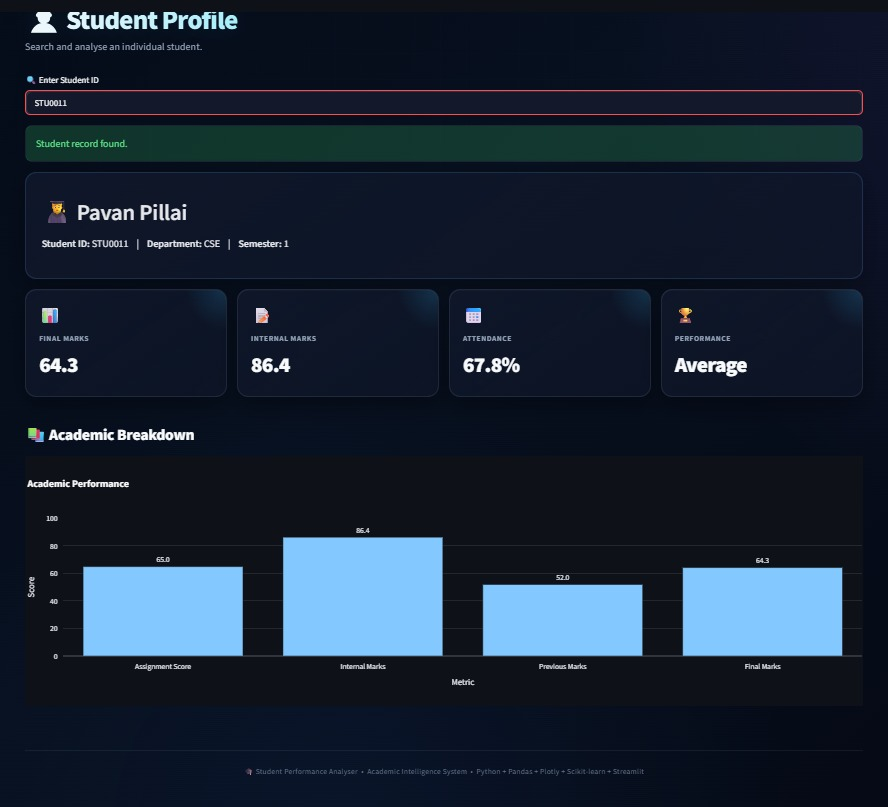 Student Profile
Search and analyse an individual student.
Enter Student ID
STU0011
Student record found.
Pavan Pillai
Student ID: STU0011 | Department: CSE | Semester: 1
FINAL MARKS
64.3
INTERNAL MARKS
86.4
ATTENDANCE
67.8%
PERFORMANCE
Average
Academic Breakdown
Academic Performance
Score
100
80
60
40
20
0
65.0
86.4
52.0
64.3
Assignment Score
Internal Marks
Previous Marks
Final Marks
Metric
Student Performance Analyser • Academic Intelligence System • Python + Pandas + Plotly + Scikit-learn + Streamlit